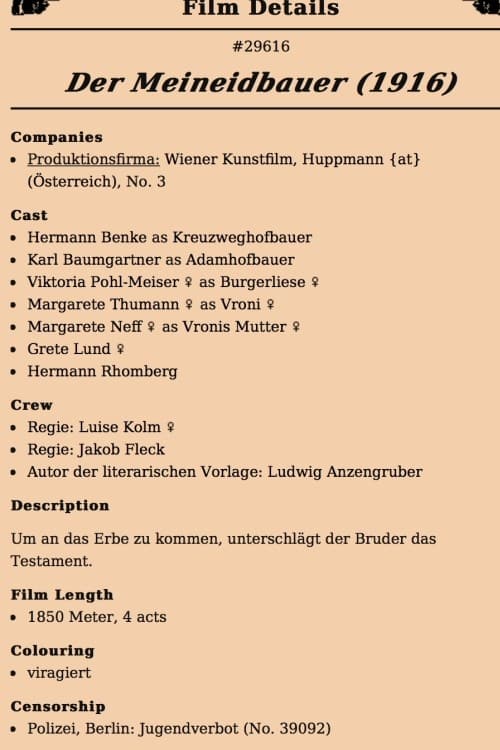 Film Details
#29616
Der Meineidbauer (1916)
Companies
• Produktionsfirma: Wiener Kunstfilm, Huppmann {at}
(Österreich), No. 3
Cast
• Hermann Benke as Kreuzweghofbauer
• Karl Baumgartner as Adamhofbauer
• Viktoria Pohl-Meiser ♀ as Burgerliese ♀
• Margarete Thumann ♀ as Vroni ♀
• Margarete Neff ♀ as Vronis Mutter ♀
• Grete Lund ♀
• Hermann Rhomberg
Crew
• Regie: Luise Kolm ♀
• Regie: Jakob Fleck
• Autor der literarischen Vorlage: Ludwig Anzengruber
Description
Um an das Erbe zu kommen, unterschlägt der Bruder das
Testament.
Film Length
• 1850 Meter, 4 acts
Colouring
• viragiert
Censorship
• Polizei, Berlin: Jugendverbot (No. 39092)